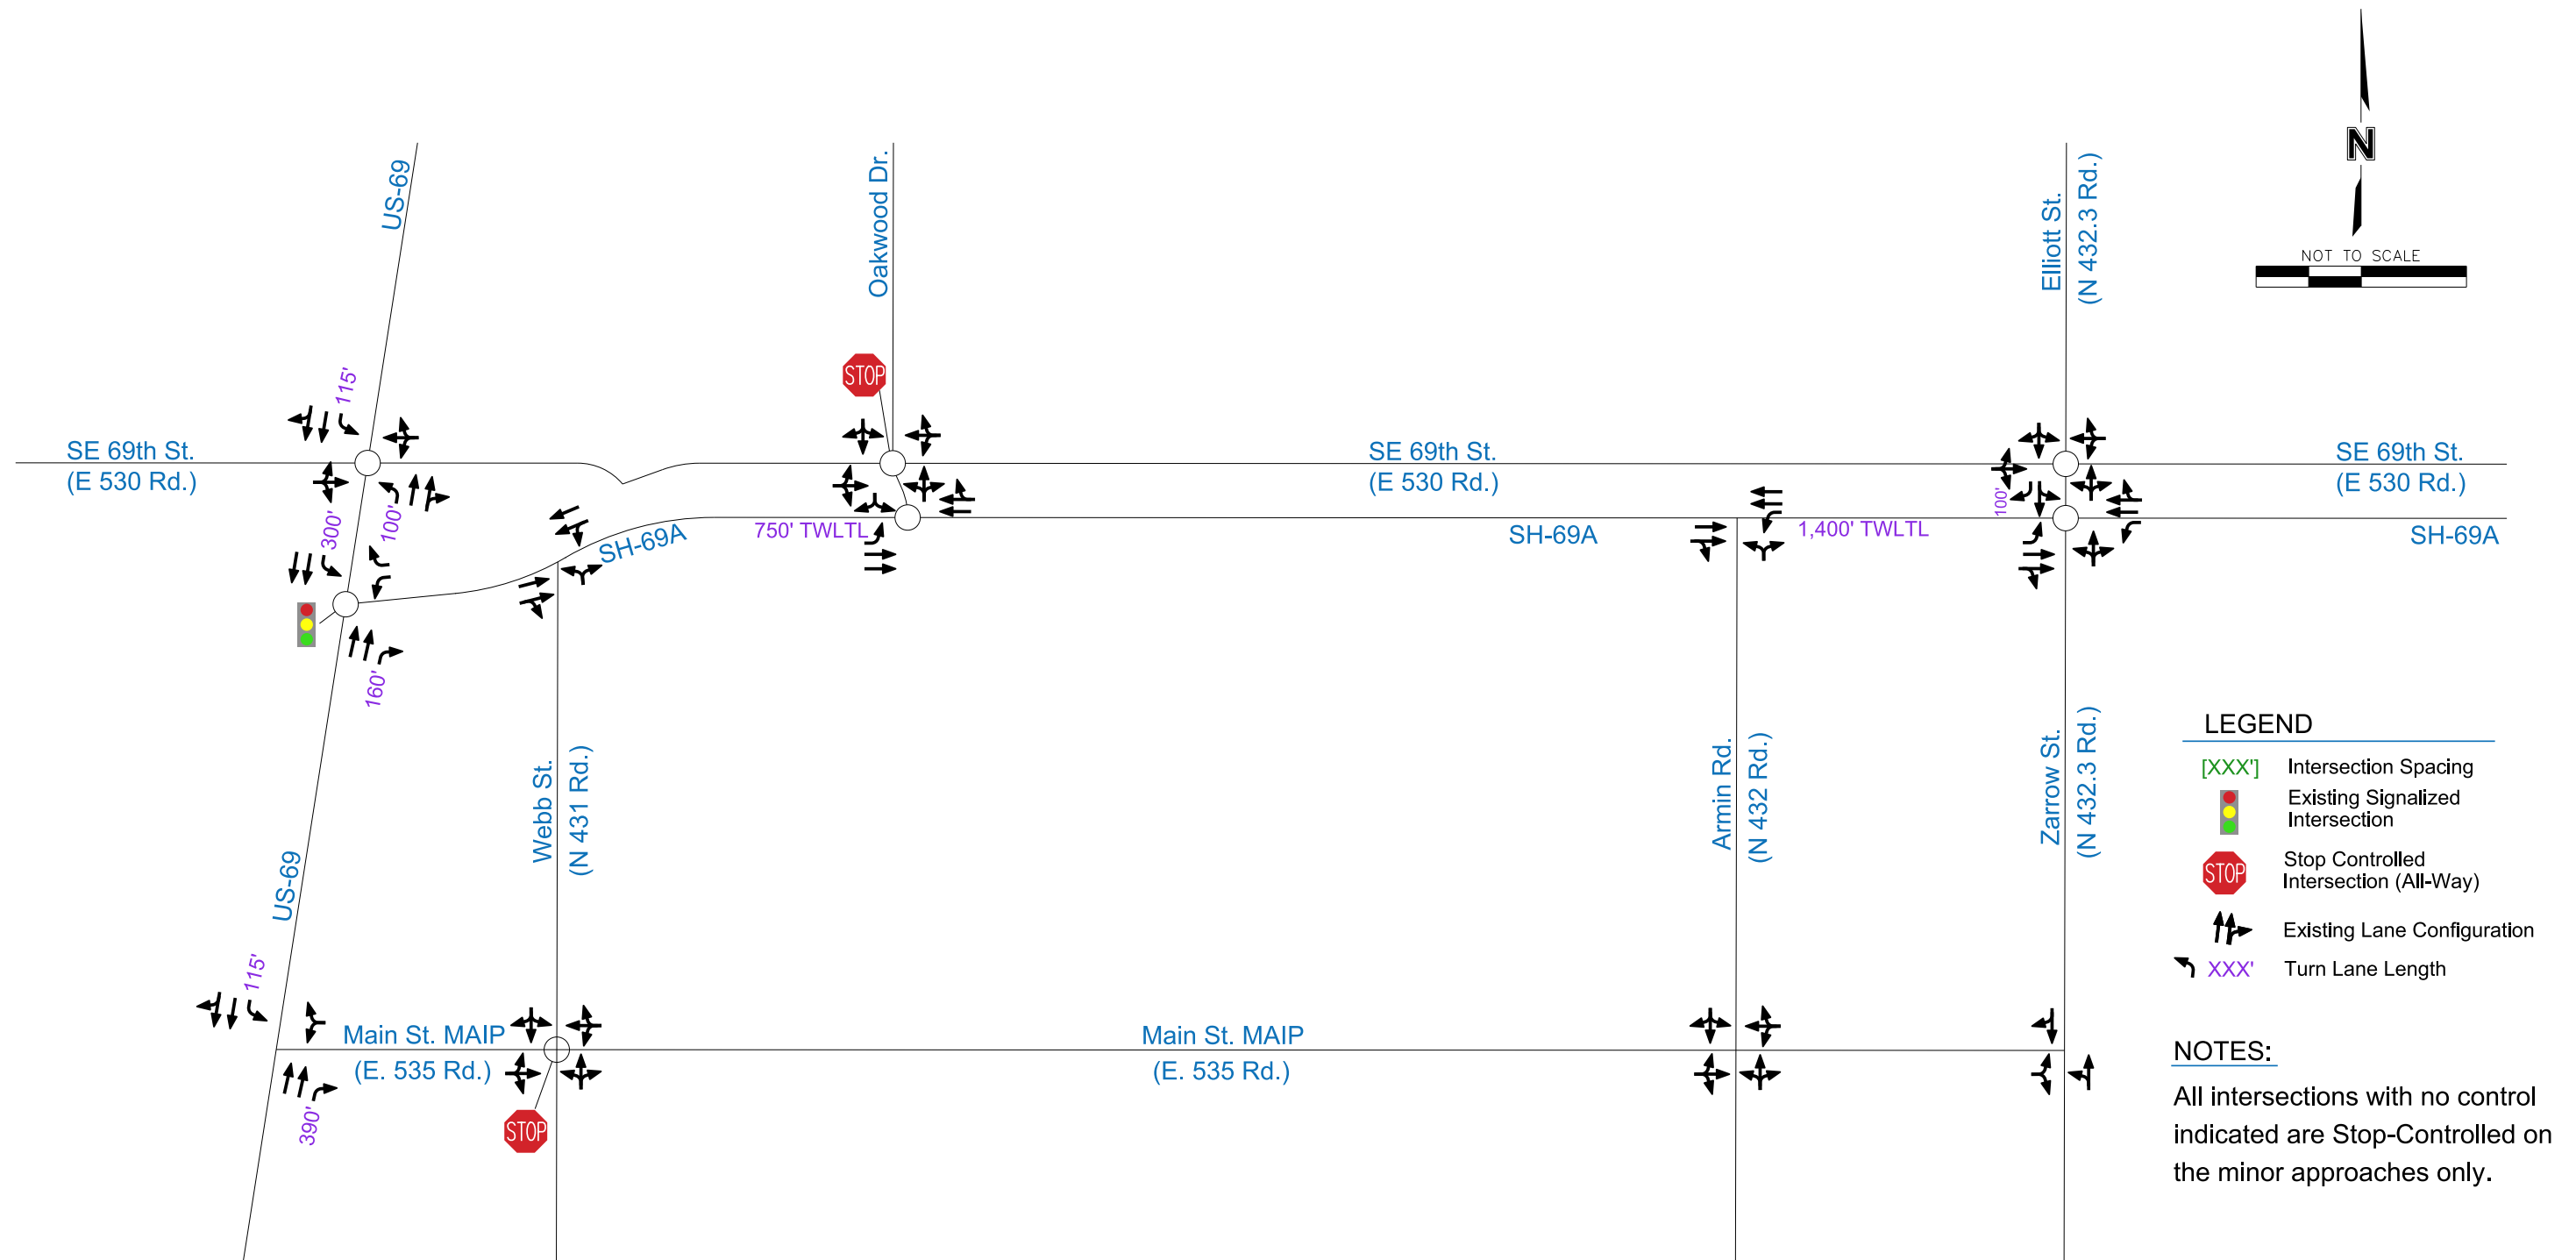 N
NOT TO SCALE
US-69
Oakwood Dr.
Elliott St.
(N 432.3 Rd.)
115'
STOP
SE 69th St.
(E 530 Rd.)
SE 69th St.
(E 530 Rd.)
SE 69th St.
(E 530 Rd.)
300'
100'
100'
SH-69A
750' TWLTL
SH-69A
1,400' TWLTL
SH-69A
160'
Webb St.
(N 431 Rd.)
Armin Rd.
(N 432 Rd.)
Zarrow St.
(N 432.3 Rd.)
US-69
115'
Main St. MAIP
(E. 535 Rd.)
Main St. MAIP
(E. 535 Rd.)
390'
STOP
LEGEND
[XXX'] Intersection Spacing
Existing Signalized
Intersection
STOP
Stop Controlled
Intersection (All-Way)
Existing Lane Configuration
XXX' Turn Lane Length
NOTES:
All intersections with no control
indicated are Stop-Controlled on
the minor approaches only.